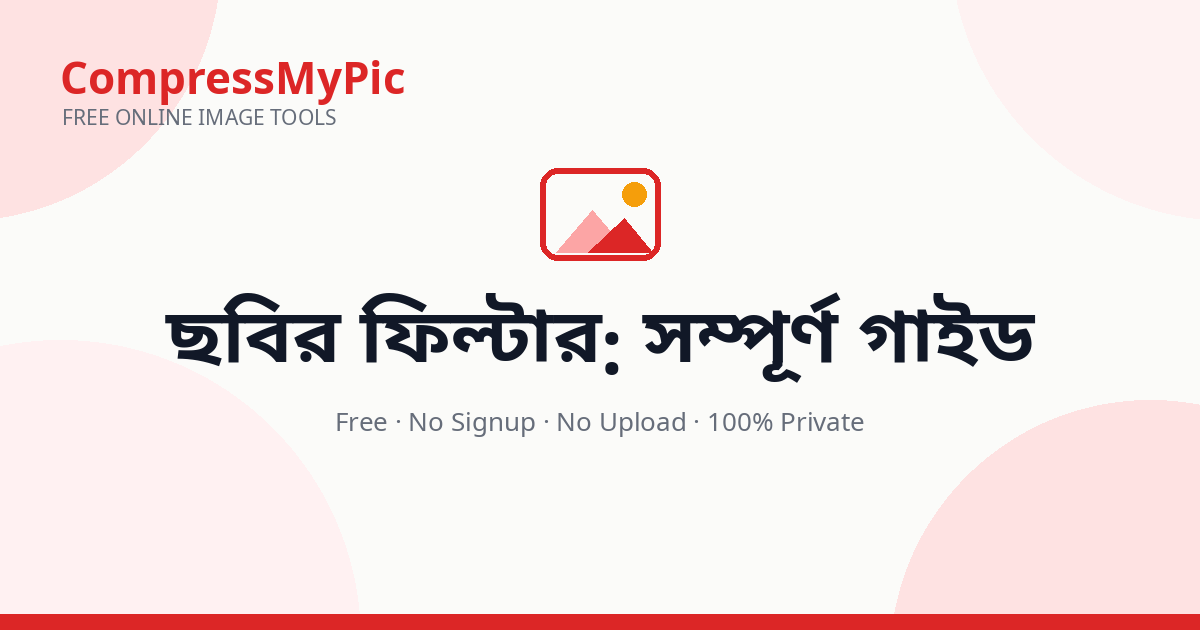 CompressMyPic
FREE ONLINE IMAGE TOOLS
ছবির ফিল্টার: সম্পূর্ণ গাইড
Free · No Signup · No Upload · 100% Private